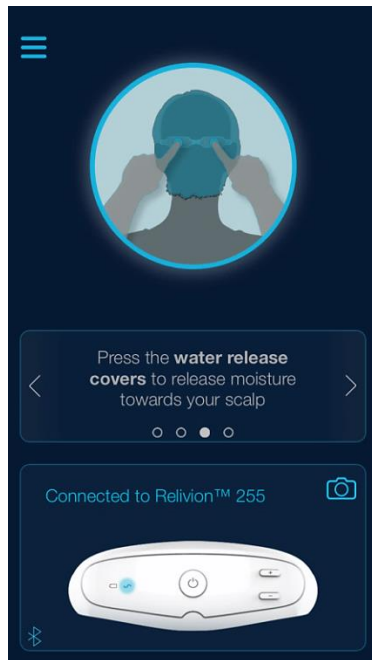 Press the water release
covers to release moisture
towards your scalp
Connected to Relivion™ 255